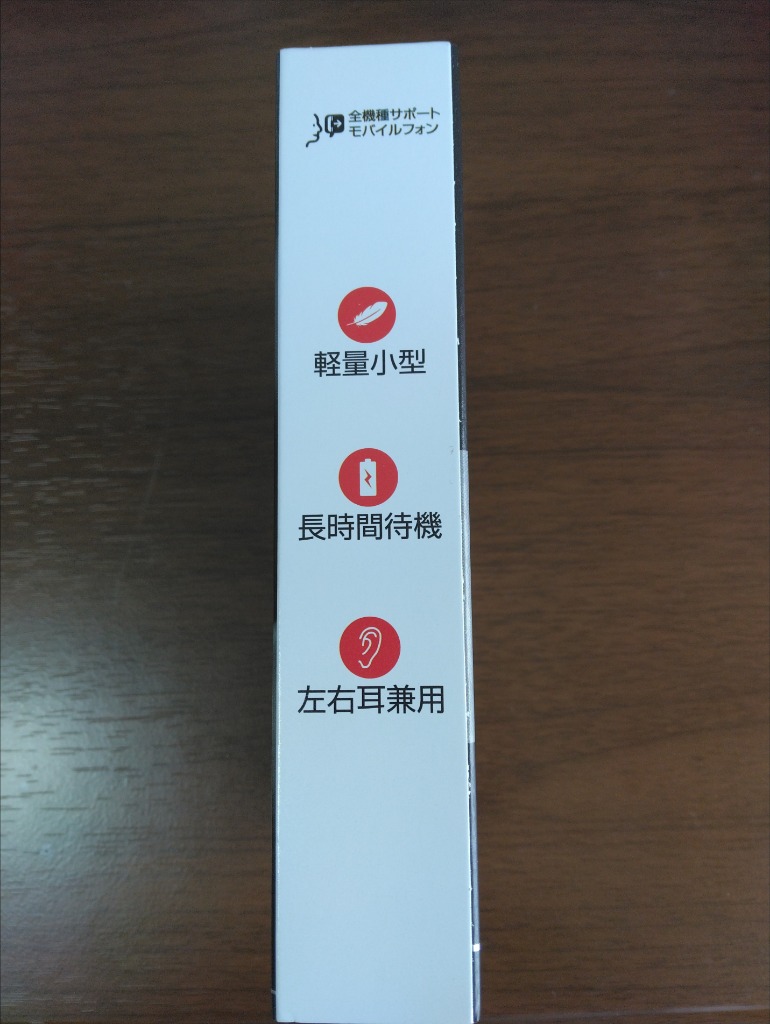 全機種サポート
モバイルフォン
軽量小型
長時間待機
左右耳兼用